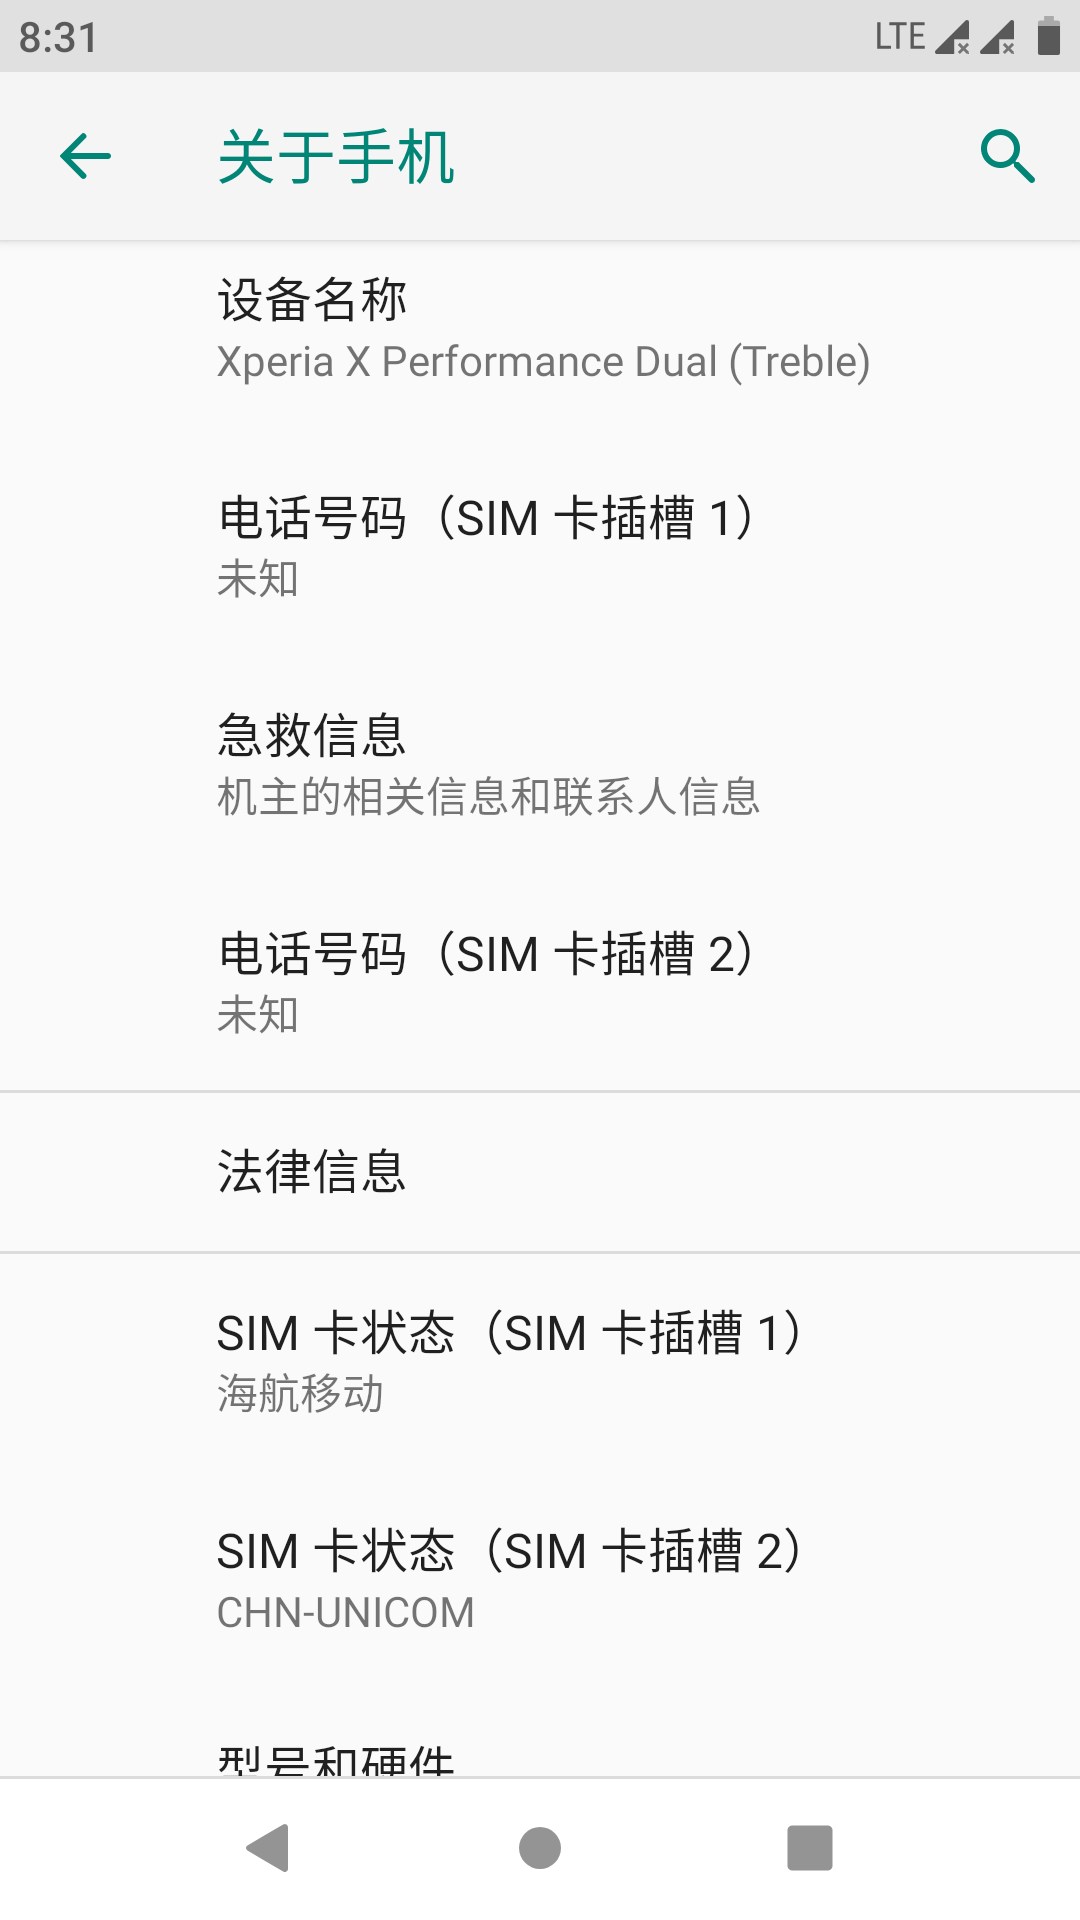 8:31 LTE
关于手机
设备名称
Xperia X Performance Dual (Treble)
电话号码（SIM 卡插槽 1）
未知
急救信息
机主的相关信息和联系人信息
电话号码（SIM 卡插槽 2）
未知
法律信息
SIM 卡状态（SIM 卡插槽 1）
海航移动
SIM 卡状态（SIM 卡插槽 2）
CHN-UNICOM
型号和硬件